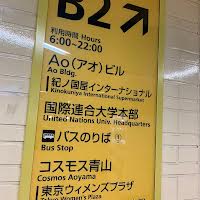 B2↗
利用時間 Hours
6:00~22:00
Ao(アオ)ビル
Ao Bldg.
紀ノ国屋インターナショナル
Kinokuniya International Supermarket
国際連合大学本部
United Nations Univ. Headquarters
バスのりば①
Bus Stop
コスモス青山
Cosmos Aoyama
東京ウィメンズプラザ
Tokyo Women's Plaza